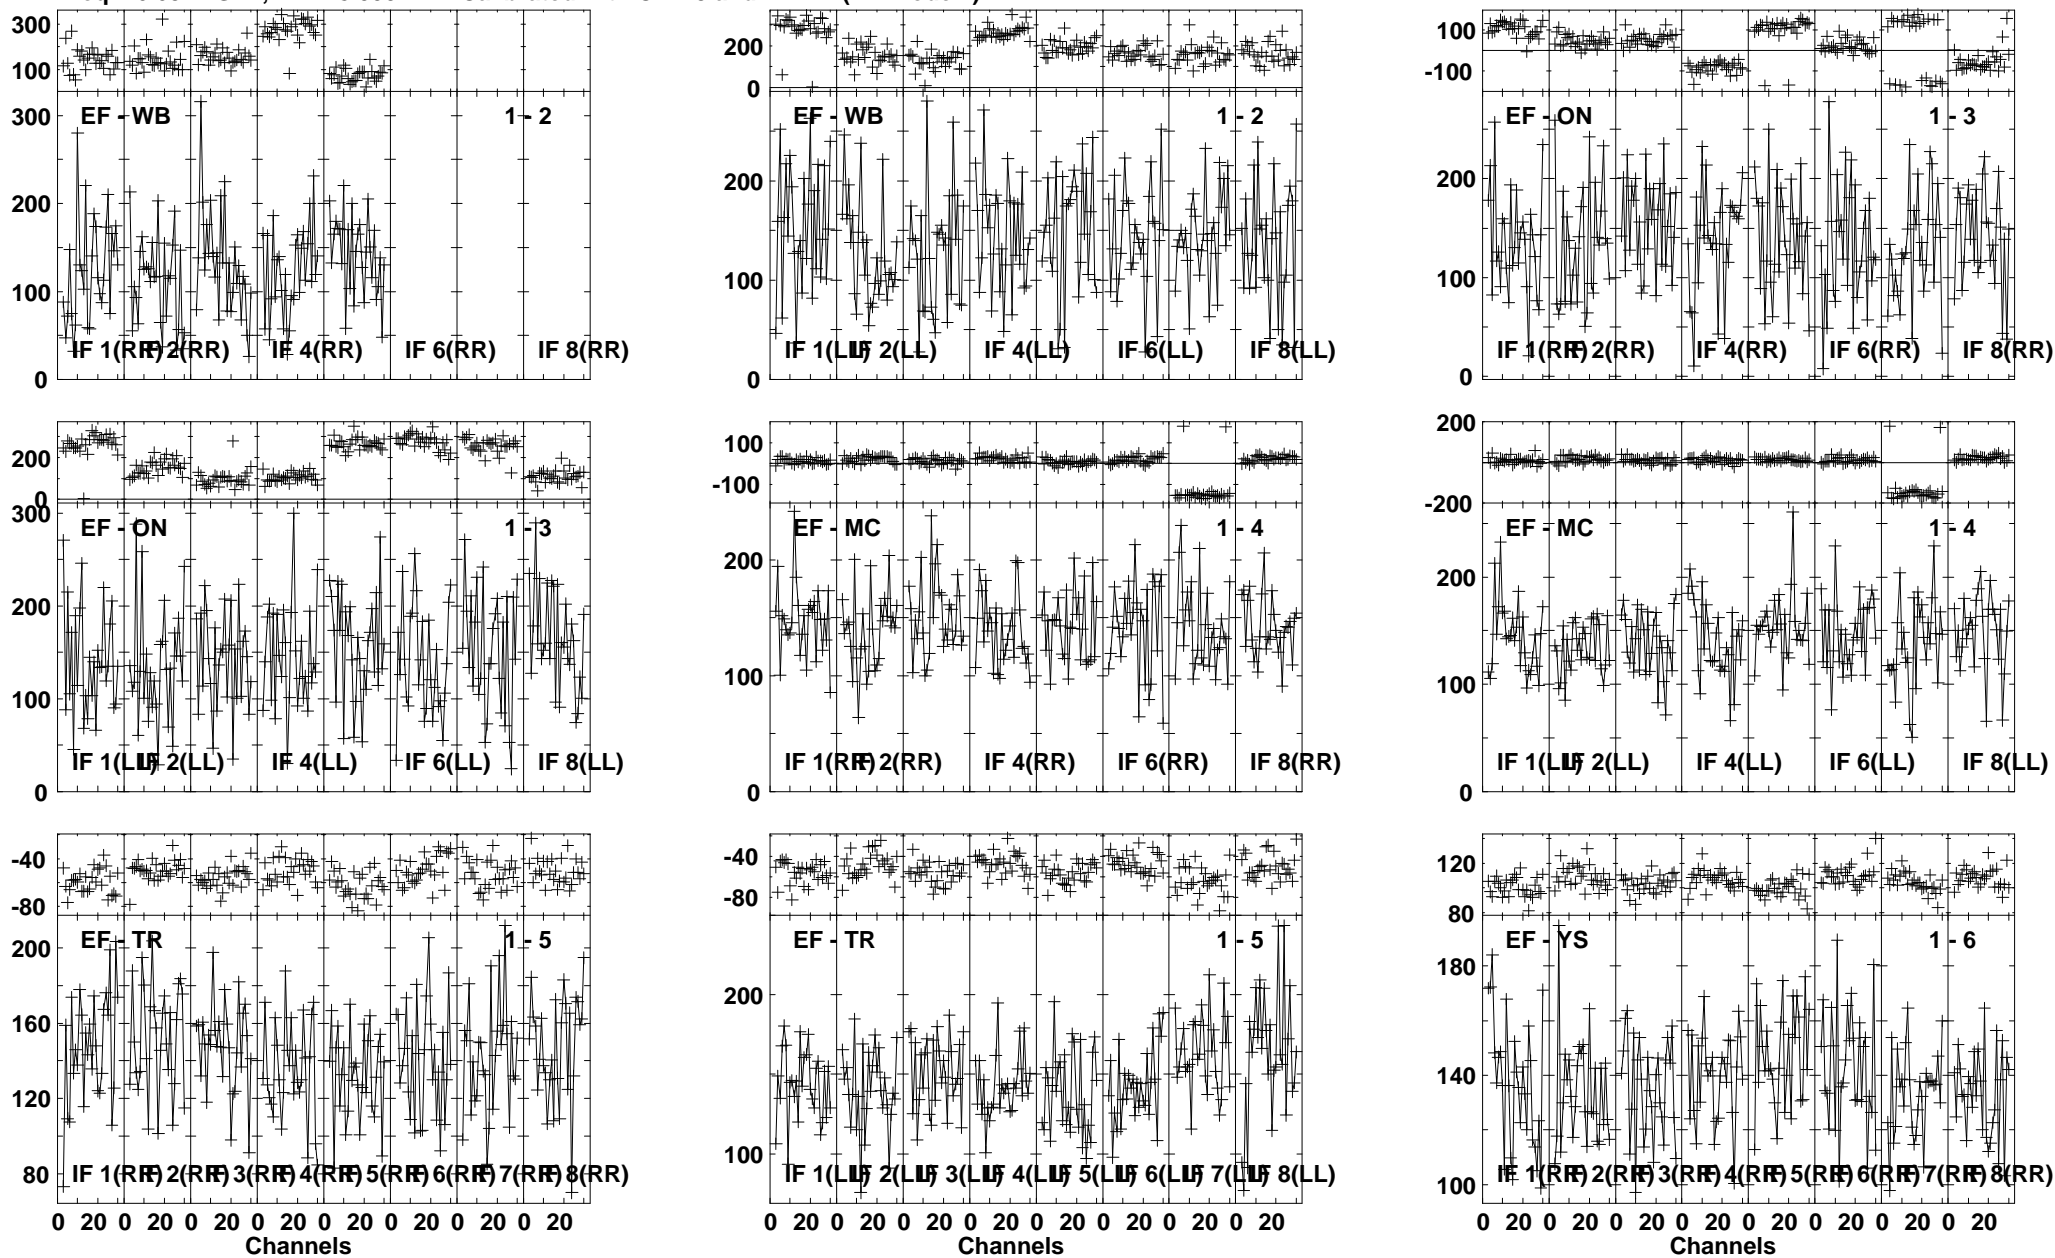 300
100
300
EF - WB 1 - 2
200
100
0
IF 1(RR) IF 2(RR) IF 4(RR) IF 6(RR) IF 8(RR)
200
0
EF - WB 1 - 2
200
100
0
IF 1(LL) IF 2(LL) IF 4(LL) IF 6(LL) IF 8(LL)
100
-100
EF - ON 1 - 3
200
100
0
IF 1(RR) IF 2(RR) IF 4(RR) IF 6(RR) IF 8(RR)
200
0
300
EF - ON 1 - 3
200
100
0
IF 1(LL) IF 2(LL) IF 4(LL) IF 6(LL) IF 8(LL)
100
-100
EF - MC 1 - 4
200
100
0
IF 1(RR) IF 2(RR) IF 4(RR) IF 6(RR) IF 8(RR)
200
-200
EF - MC 1 - 4
200
100
0
IF 1(LL) IF 2(LL) IF 4(LL) IF 6(LL) IF 8(LL)
-40
-80
EF - TR 1 - 5
200
160
120
80
IF 1(RR) IF 2(RR) IF 3(RR) IF 4(RR) IF 5(RR) IF 6(RR) IF 7(RR) IF 8(RR)
0 20 0 20 0 20 0 20 0 20 0 20 0 20 0 20
Channels
-40
-80
EF - TR 1 - 5
200
100
IF 1(LL) IF 2(LL) IF 3(LL) IF 4(LL) IF 5(LL) IF 6(LL) IF 7(LL) IF 8(LL)
0 20 0 20 0 20 0 20 0 20 0 20 0 20 0 20
Channels
120
80
EF - YS 1 - 6
180
140
100
IF 1(RR) IF 2(RR) IF 3(RR) IF 4(RR) IF 5(RR) IF 6(RR) IF 7(RR) IF 8(RR)
0 20 0 20 0 20 0 20 0 20 0 20 0 20 0 20
Channels